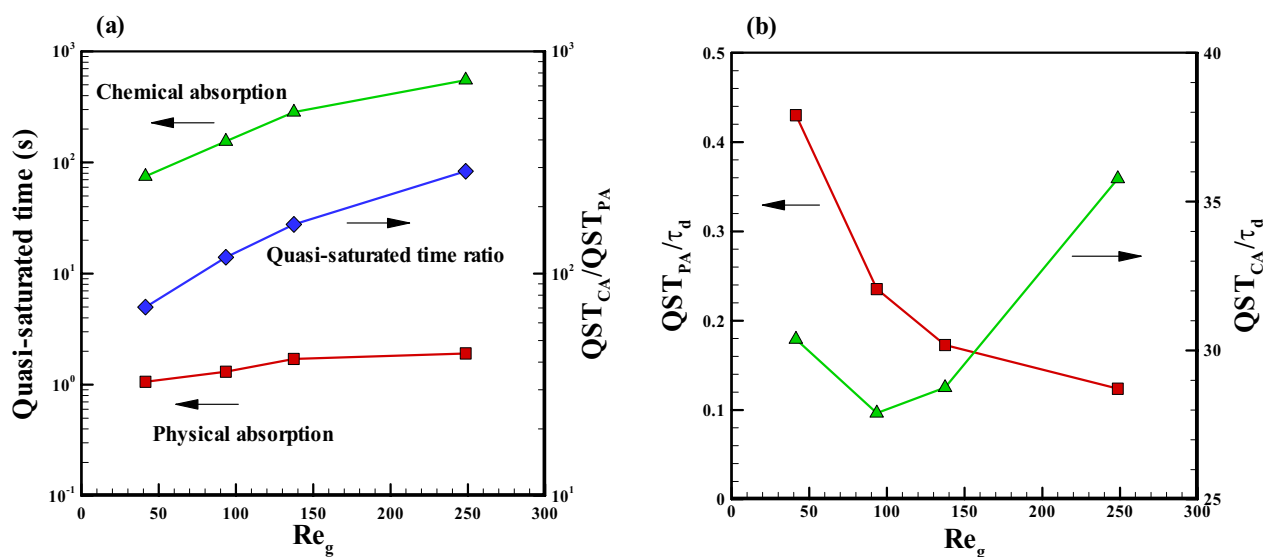 (a)
Quasi-saturated time (s)
10³
10²
10¹
10⁰
10⁻¹
Chemical absorption
Quasi-saturated time ratio
Physical absorption
10³
10²
10¹
QST_CA/QST_PA
0 50 100 150 200 250 300
Re_g
(b)
QST_PA/τ_d
0.5
0.4
0.3
0.2
0.1
0
40
35
30
25
QST_CA/τ_d
0 50 100 150 200 250 300
Re_g